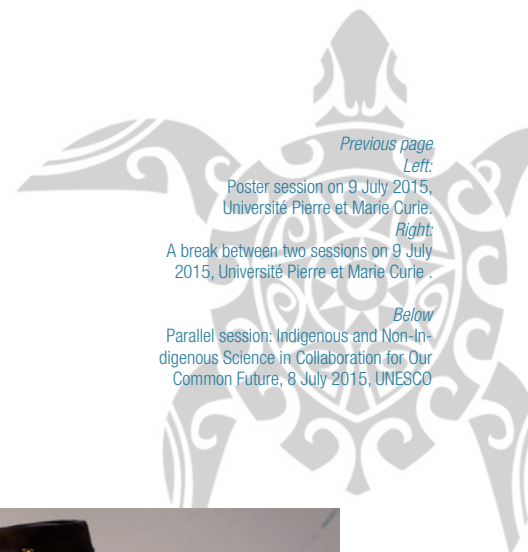 Previous page
Left:
Poster session on 9 July 2015,
Université Pierre et Marie Curie.
Right:
A break between two sessions on 9 July
2015, Université Pierre et Marie Curie .
Below
Parallel session: Indigenous and Non-In-
digenous Science in Collaboration for Our
Common Future, 8 July 2015, UNESCO